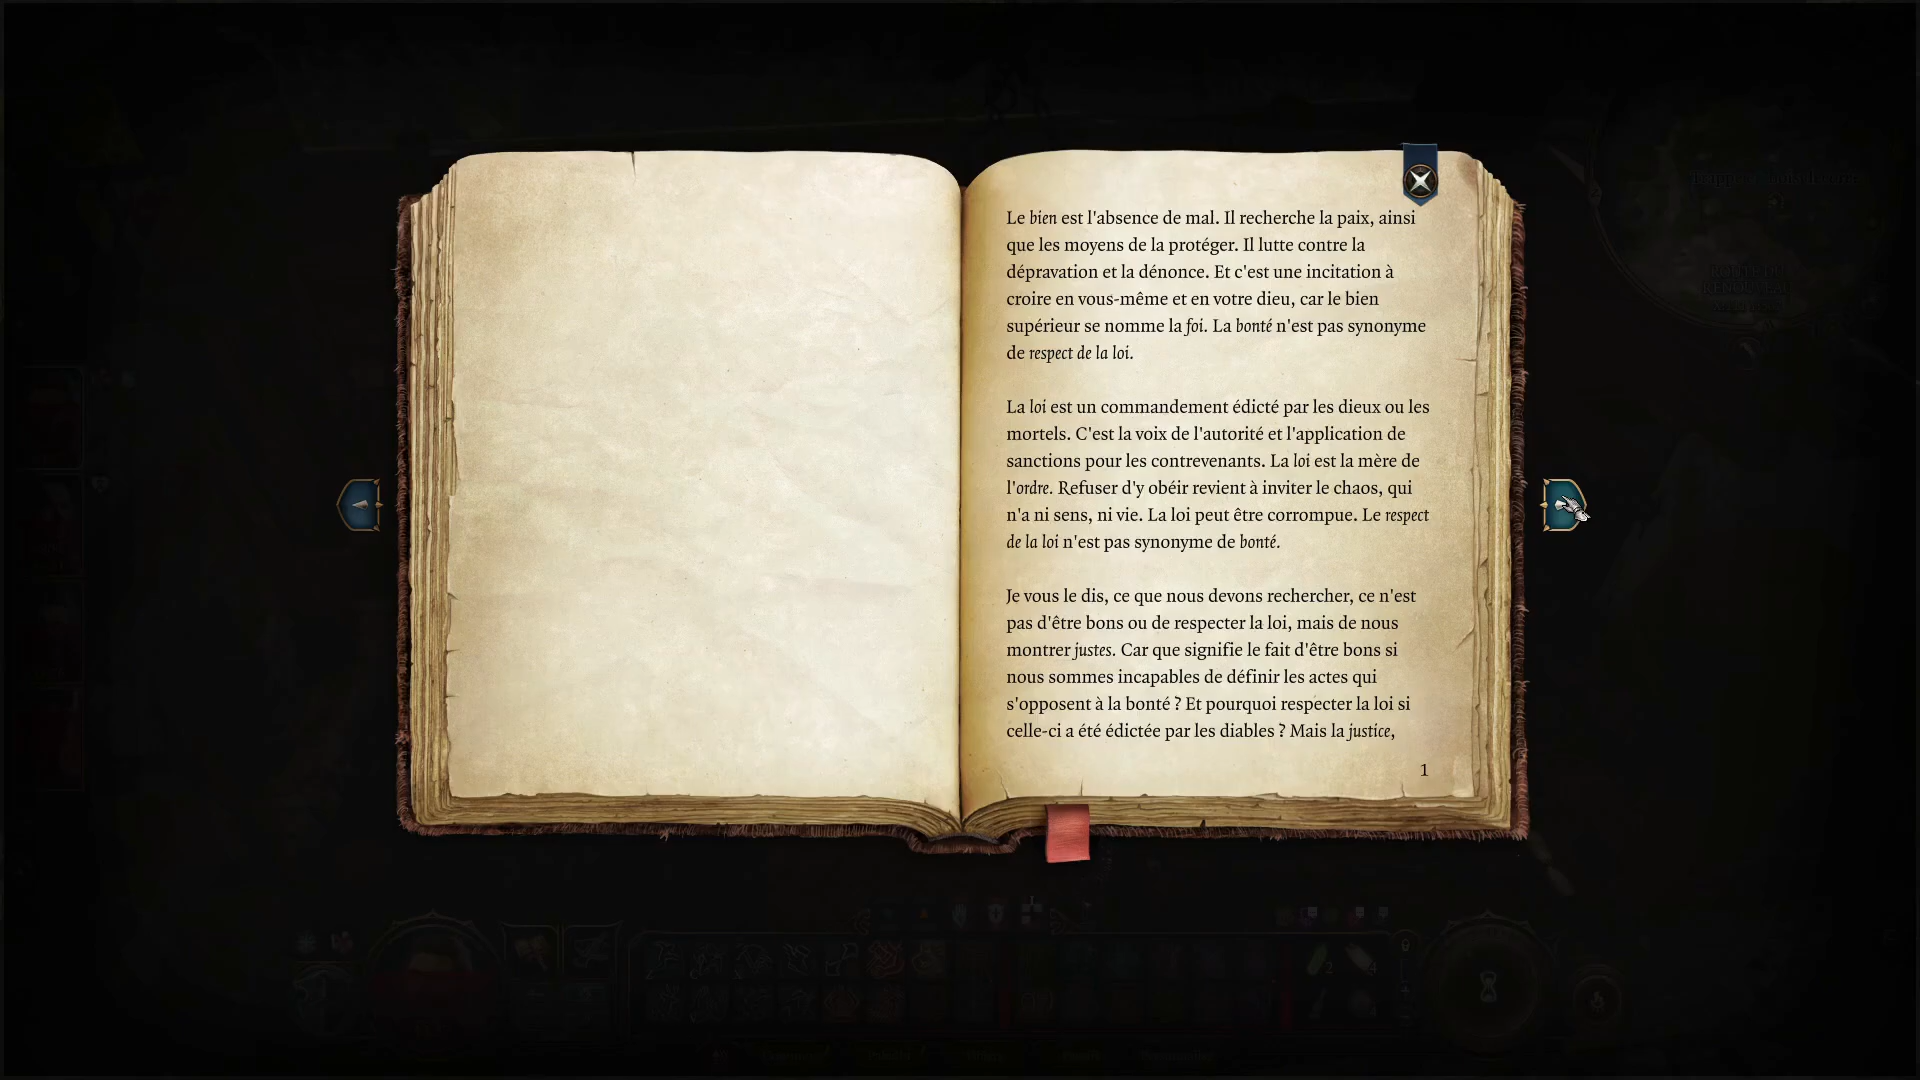 Le bien est l'absence de mal. Il recherche la paix, ainsi
que les moyens de la protéger. Il lutte contre la
dépravation et la dénonce. Et c'est une incitation à
croire en vous-même et en votre dieu, car le bien
supérieur se nomme la foi. La bonté n'est pas synonyme
de respect de la loi.
La loi est un commandement édicté par les dieux ou les
mortels. C'est la voix de l'autorité et l'application de
sanctions pour les contrevenants. La loi est la mère de
l'ordre. Refuser d'y obéir revient à inviter le chaos, qui
n'a ni sens, ni vie. La loi peut être corrompue. Le respect
de la loi n'est pas synonyme de bonté.
Je vous le dis, ce que nous devons rechercher, ce n'est
pas d'être bons ou de respecter la loi, mais de nous
montrer justes. Car que signifie le fait d'être bons si
nous sommes incapables de définir les actes qui
s'opposent à la bonté ? Et pourquoi respecter la loi si
celle-ci a été édictée par les diables ? Mais la justice,
1